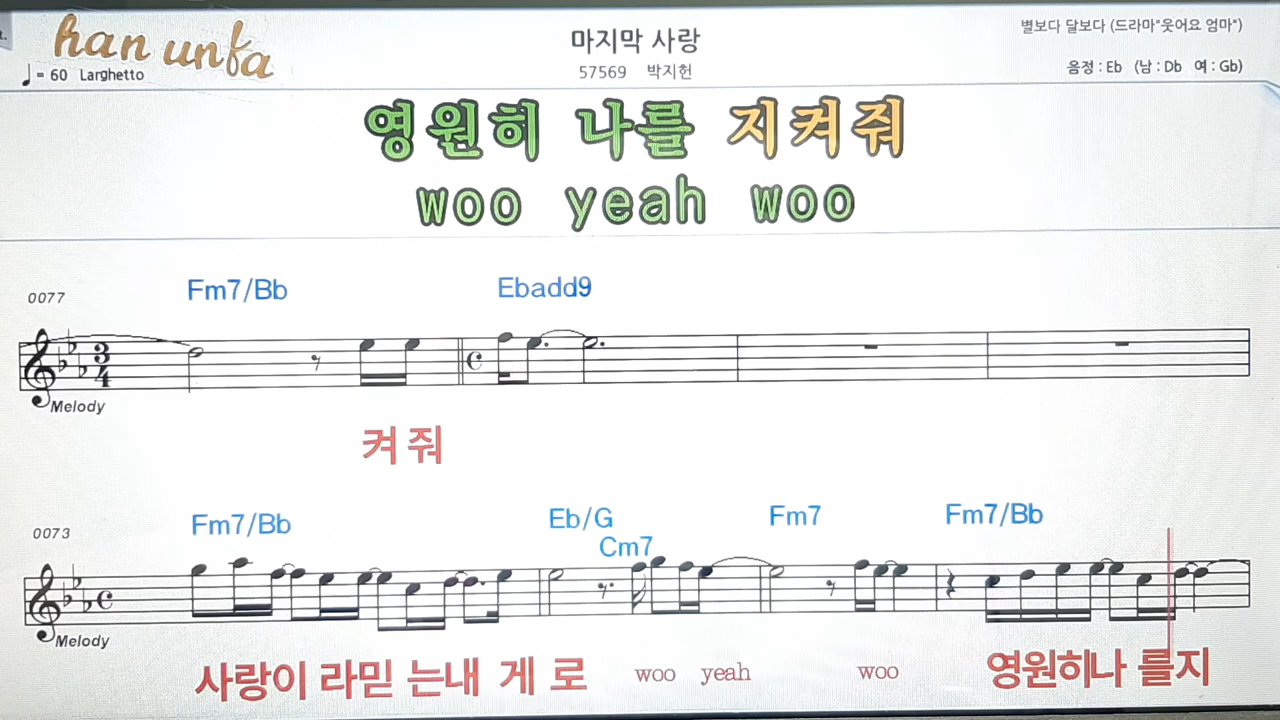 han unfa
♩= 60 Larghetto
마지막 사랑
57569 박지헌
별보다 달보다 (드라마"웃어요 엄마")
음정 : Eb (남 : Db 여 : Gb)
영원히 나를 지켜줘
woo yeah woo
0077
Fm7/Bb Ebadd9
3
4
Melody
켜 줘
0073
Fm7/Bb Eb/G Fm7 Fm7/Bb
Cm7
Melody
사랑이 라믿 는내 게 로 woo yeah woo 영원히나 를지